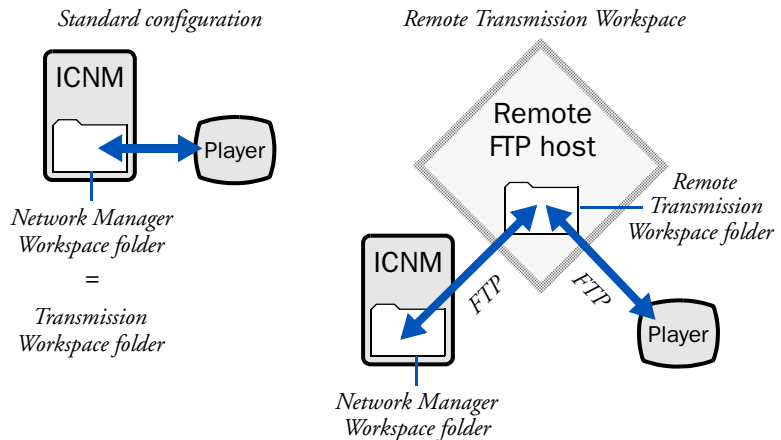 Standard configuration
ICNM
Player
Network Manager
Workspace folder
=
Transmission
Workspace folder
Remote Transmission Workspace
Remote
FTP host
Remote
Transmission
Workspace folder
ICNM
FTP
FTP
Player
Network Manager
Workspace folder